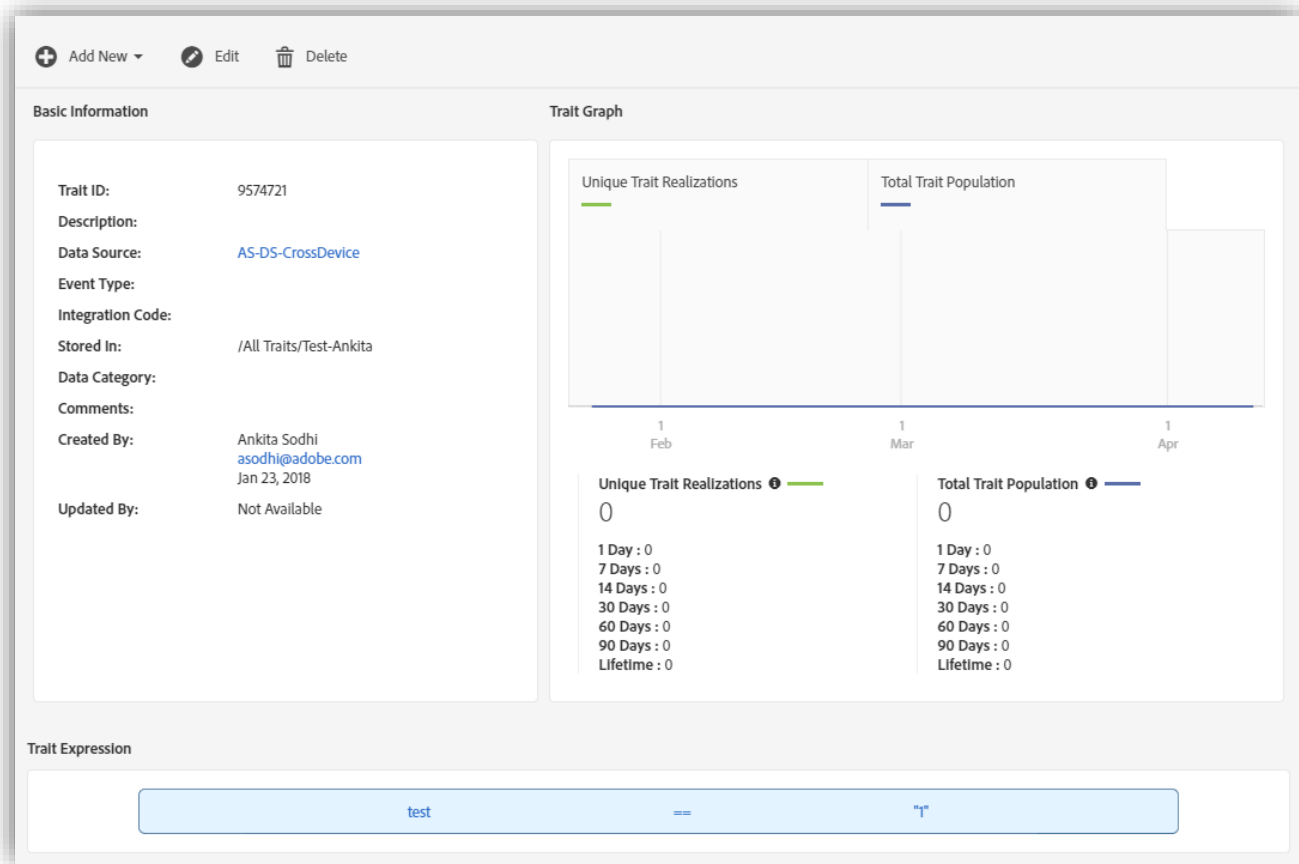 Add New Edit Delete
Basic Information
Trait ID: 9574721
Description:
Data Source: AS-DS-CrossDevice
Event Type:
Integration Code:
Stored In: /All Traits/Test-Ankita
Data Category:
Comments:
Created By: Ankita Sodhi
asodhi@adobe.com
Jan 23, 2018
Updated By: Not Available
Trait Graph
Unique Trait Realizations Total Trait Population
1 1 1
Feb Mar Apr
Unique Trait Realizations
0
1 Day : 0
7 Days : 0
14 Days : 0
30 Days : 0
60 Days : 0
90 Days : 0
Lifetime : 0
Total Trait Population
0
1 Day : 0
7 Days : 0
14 Days : 0
30 Days : 0
60 Days : 0
90 Days : 0
Lifetime : 0
Trait Expression
test == "1"